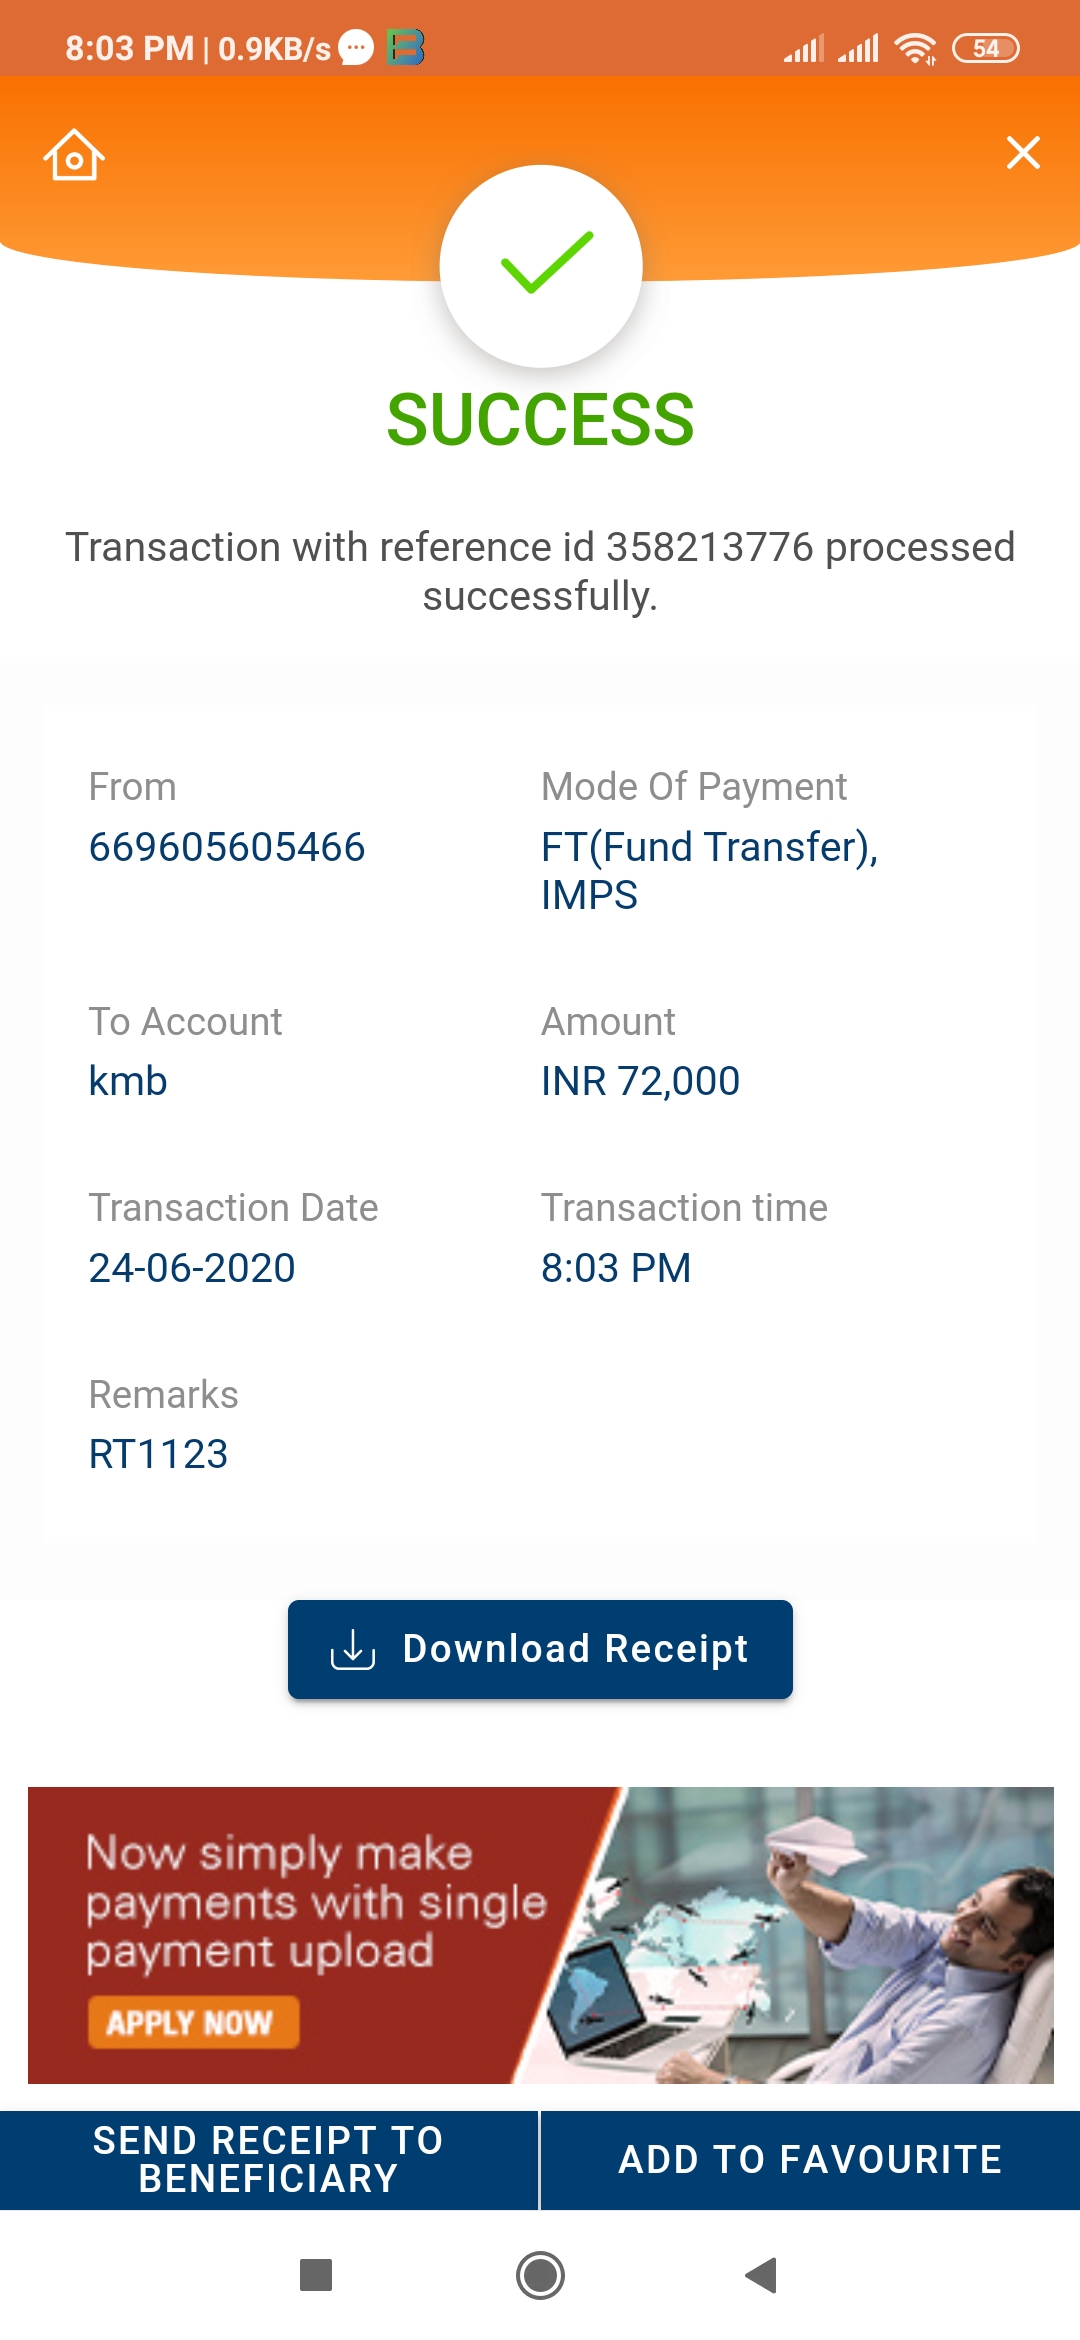 8:03 PM | 0.9KB/s
54
SUCCESS
Transaction with reference id 358213776 processed
successfully.
From
669605605466
Mode Of Payment
FT(Fund Transfer),
IMPS
To Account
kmb
Amount
INR 72,000
Transaction Date
24-06-2020
Transaction time
8:03 PM
Remarks
RT1123
Download Receipt
Now simply make
payments with single
payment upload
APPLY NOW
SEND RECEIPT TO
BENEFICIARY
ADD TO FAVOURITE